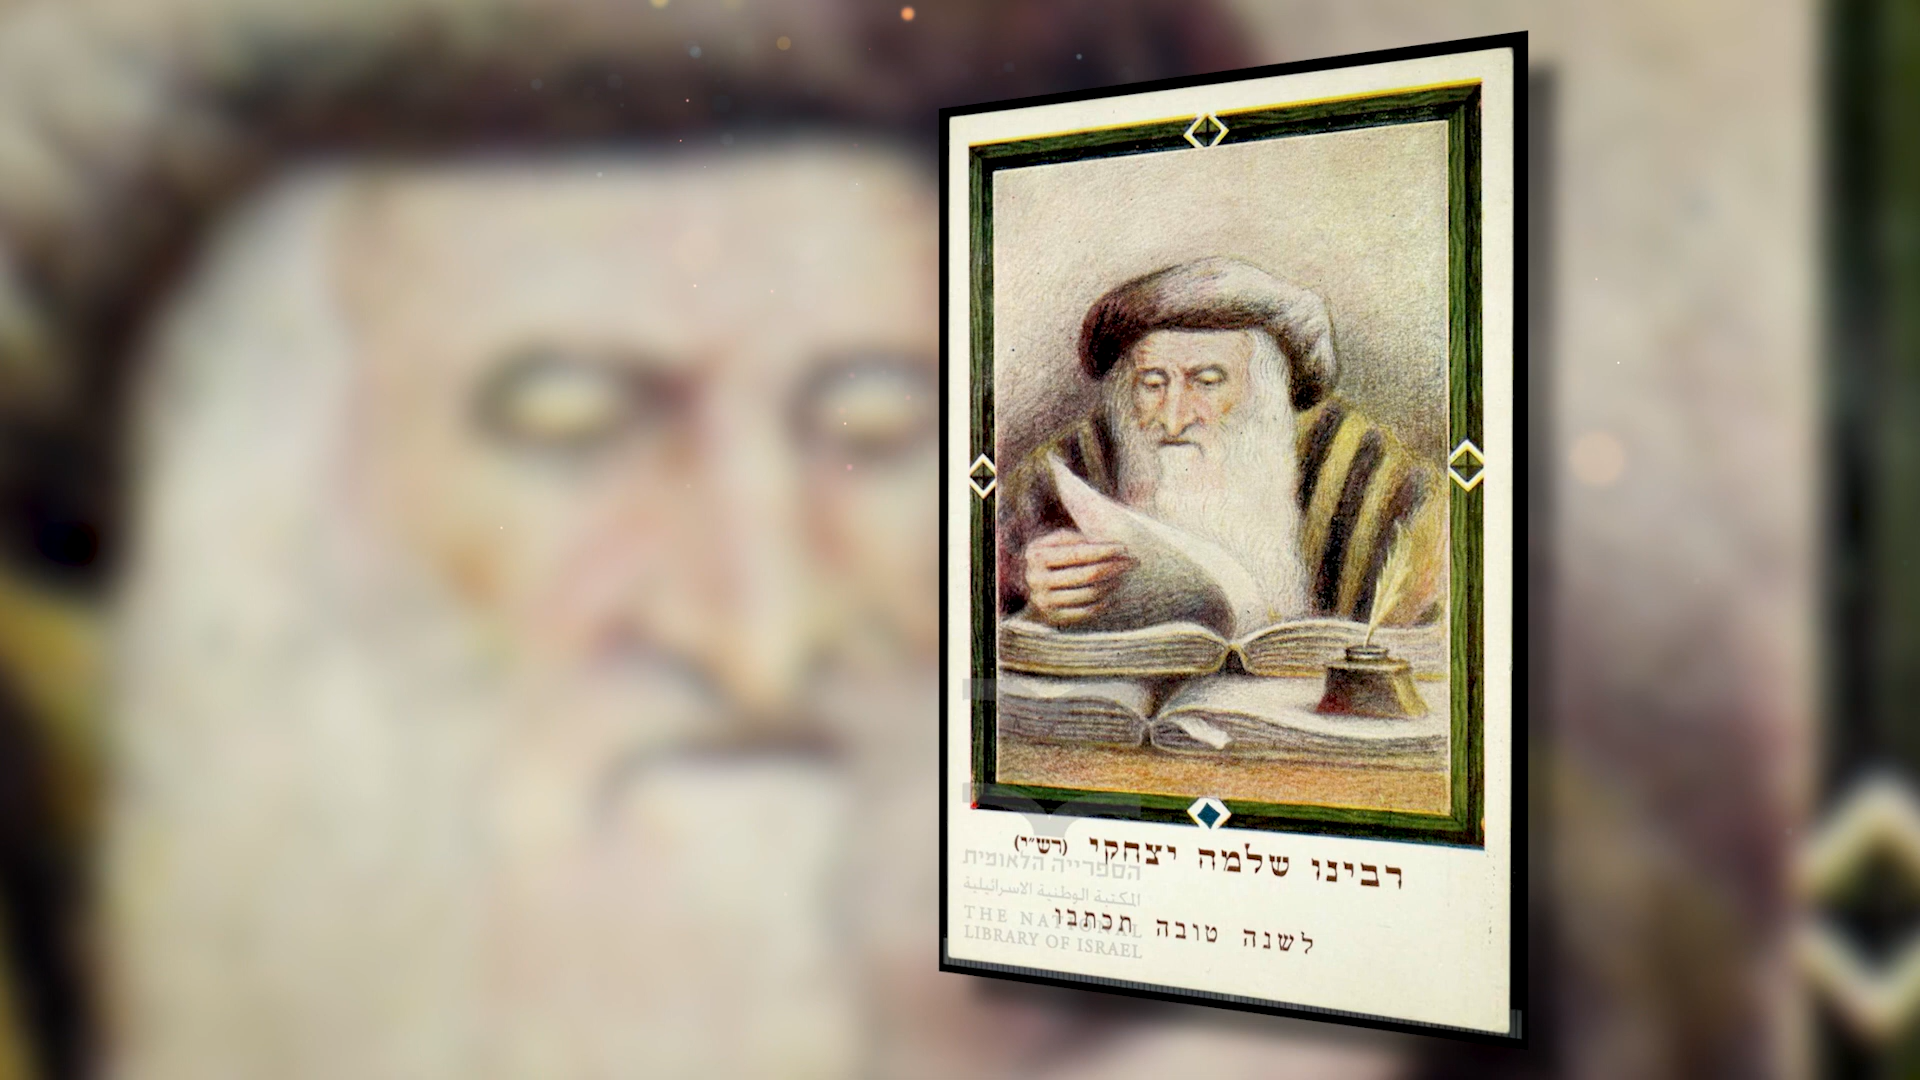 רבינו שלמה יצחקי (רש״י)
הספרייה הלאומית
المكتبة الوطنية الاسرائيلية
לשנה טובה תכתבו
THE NATIONAL
LIBRARY OF ISRAEL